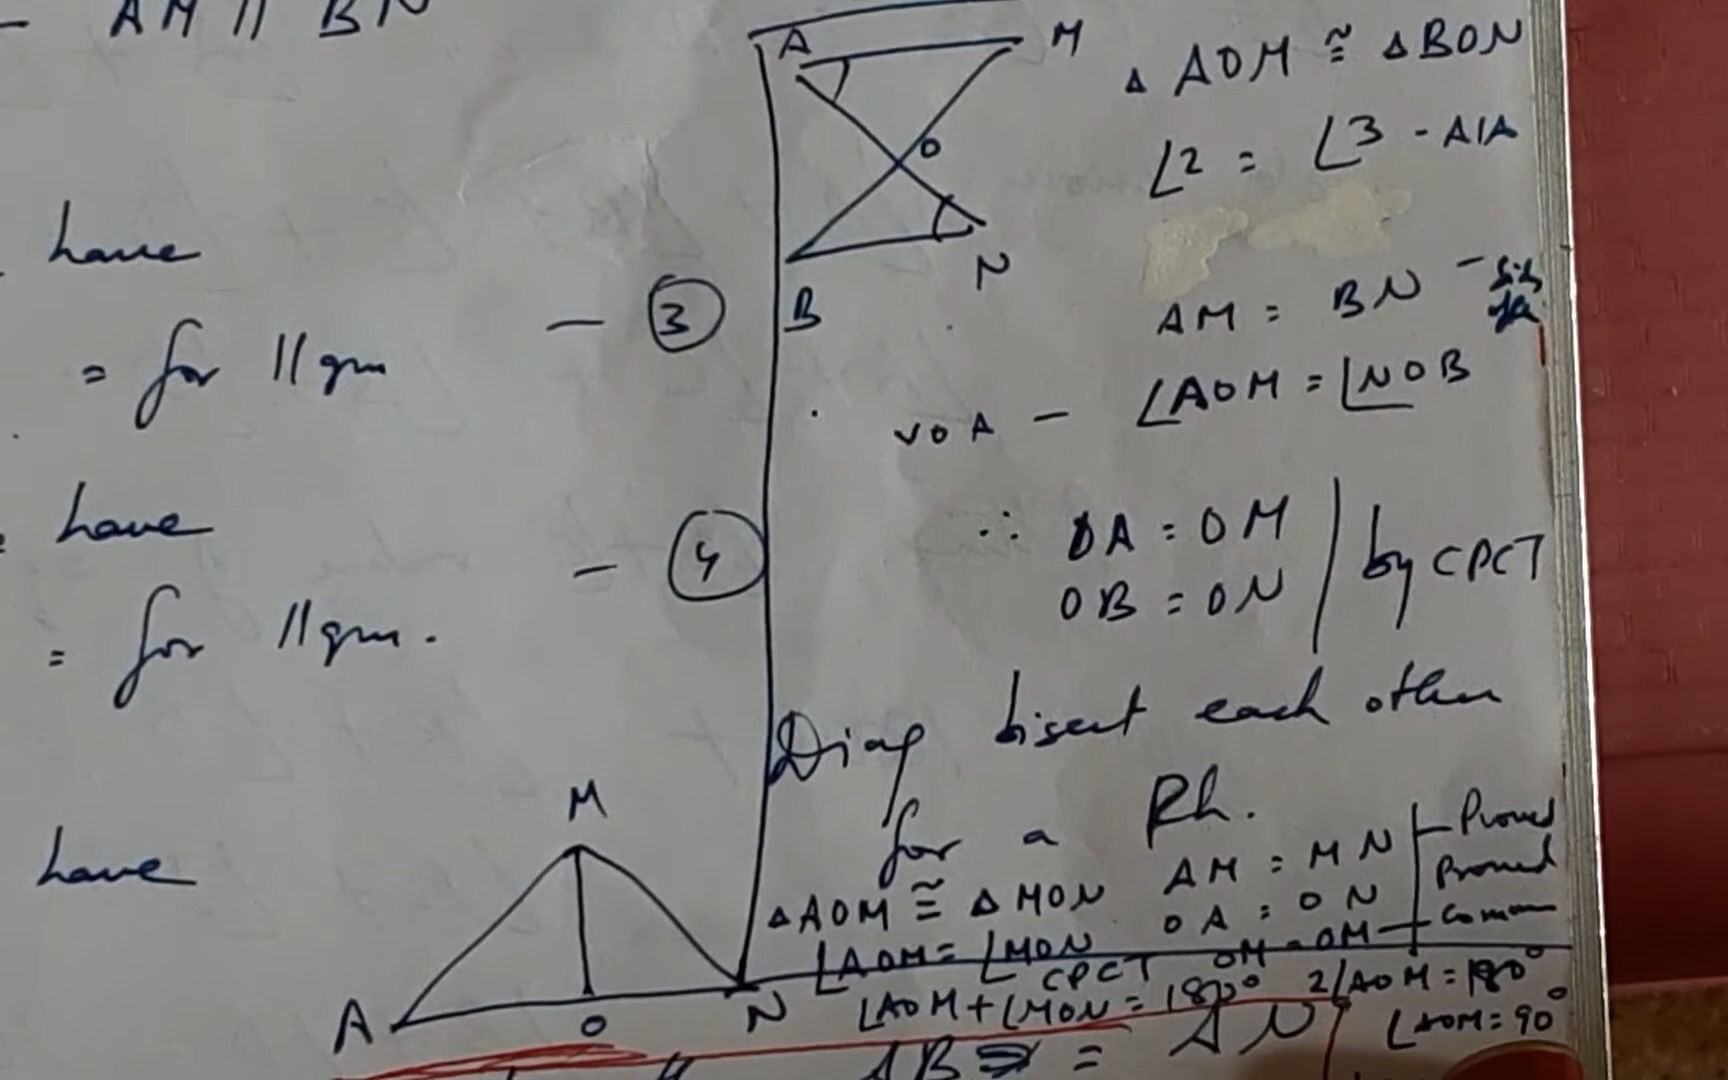 AM || BN
have
= for ||gm
— ③
have
= for ||gm.
— ④
have
A
M
O
B
N
△AOM ≅ △BON
∠2 = ∠3 - AIA
AM = BN -
VOA — ∠AOM = ∠NOB
∴ OA = OM
OB = ON
by CPCT
Diag bisect each other
for a Rh.
△AOM ≅ △MON
AM = MN - Proved
OA = ON Proved
OM = OM - Common
∠AOM = ∠MON
CPCT
∠AOM + ∠MON = 180°
2∠AOM = 180°
∠AOM = 90°
M
A
O
N